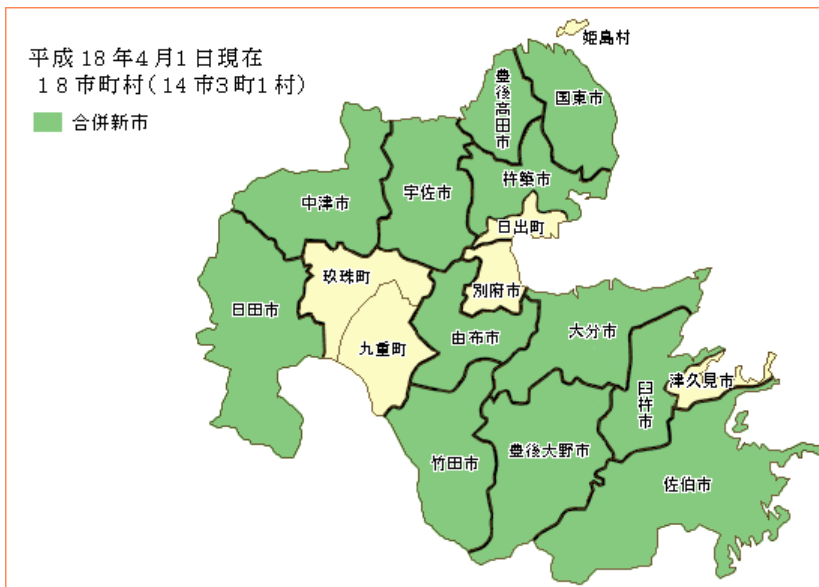 平成18年4月1日現在
18市町村(14市3町1村)
合併新市
姫島村
豊後高田市
国東市
杵築市
宇佐市
中津市
日出町
玖珠町
別府市
日田市
九重町
由布市
大分市
津久見市
臼杵市
竹田市
豊後大野市
佐伯市